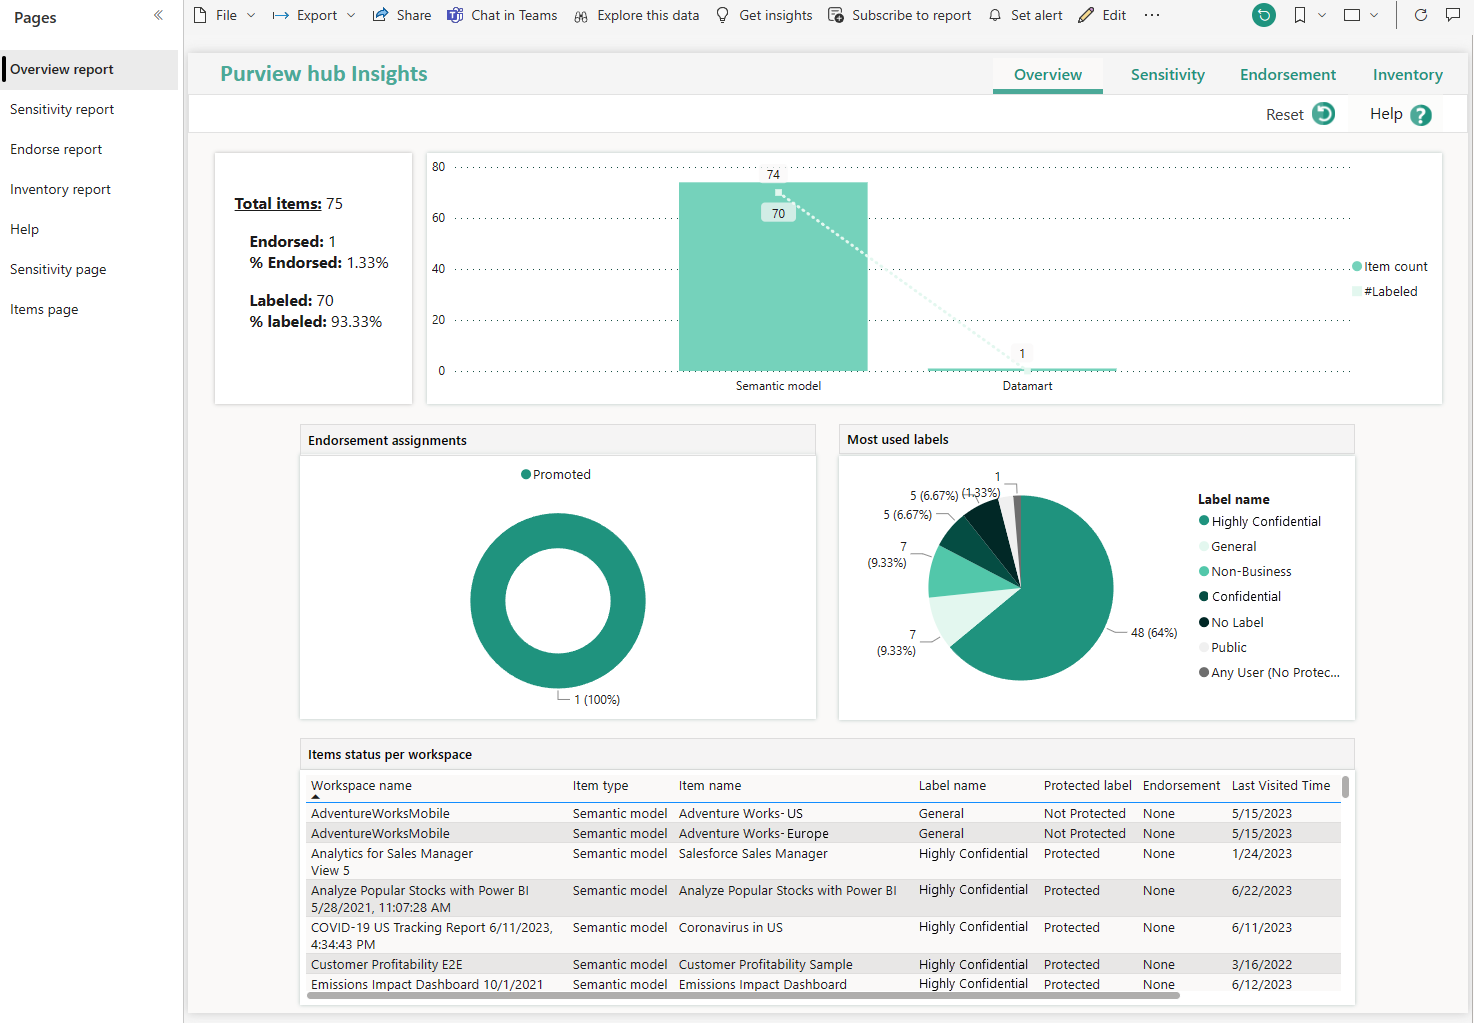 Pages
Overview report
Sensitivity report
Endorse report
Inventory report
Help
Sensitivity page
Items page
File Export Share Chat in Teams Explore this data Get insights Subscribe to report Set alert Edit ...
Purview hub Insights
Overview Sensitivity Endorsement Inventory
Reset Help ?
Total items: 75
Endorsed: 1
% Endorsed: 1.33%
Labeled: 70
% labeled: 93.33%
80
60
40
20
0
74
70
1
Semantic model Datamart
Item count
#Labeled
Endorsement assignments
Promoted
1 (100%)
Most used labels
1
(1.33%)
5 (6.67%)
5 (6.67%)
7
(9.33%)
7
(9.33%)
48 (64%)
Label name
Highly Confidential
General
Non-Business
Confidential
No Label
Public
Any User (No Protec...
Items status per workspace
Workspace name Item type Item name Label name Protected label Endorsement Last Visited Time
AdventureWorksMobile Semantic model Adventure Works- US General Not Protected None 5/15/2023
AdventureWorksMobile Semantic model Adventure Works- Europe General Not Protected None 5/15/2023
Analytics for Sales Manager Semantic model Salesforce Sales Manager Highly Confidential Protected None 1/24/2023
View 5
Analyze Popular Stocks with Power BI Semantic model Analyze Popular Stocks with Power BI Highly Confidential Protected None 6/22/2023
5/28/2021, 11:07:28 AM
COVID-19 US Tracking Report 6/11/2023, Semantic model Coronavirus in US Highly Confidential Protected None 6/11/2023
4:34:43 PM
Customer Profitability E2E Semantic model Customer Profitability Sample Highly Confidential Protected None 3/16/2022
Emissions Impact Dashboard 10/1/2021 Semantic model Emissions Impact Dashboard Highly Confidential Protected None 6/12/2023